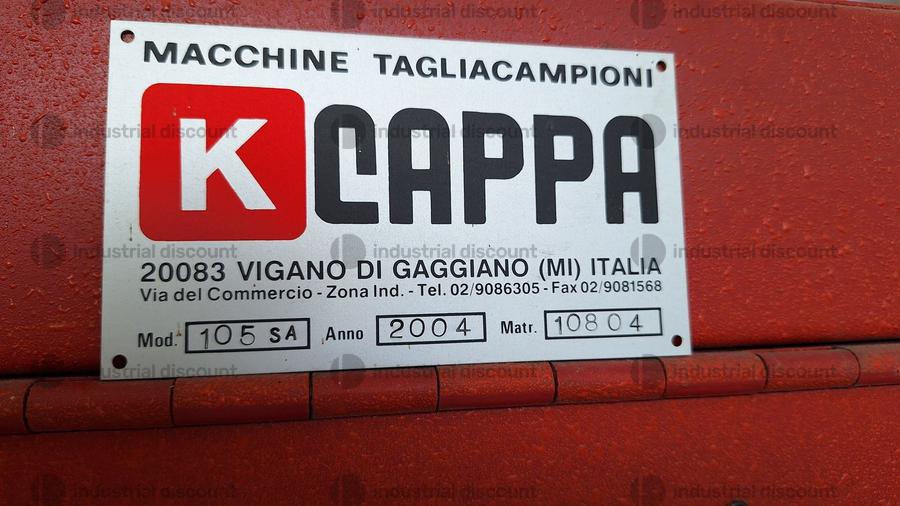 MACCHINE TAGLIACAMPIONI
K CAPPA
20083 VIGANO DI GAGGIANO (MI) ITALIA
Via del Commercio - Zona Ind. - Tel. 02/9086305 - Fax 02/9081568
Mod. 105 SA Anno 2004 Matr. 10804
industrial discount